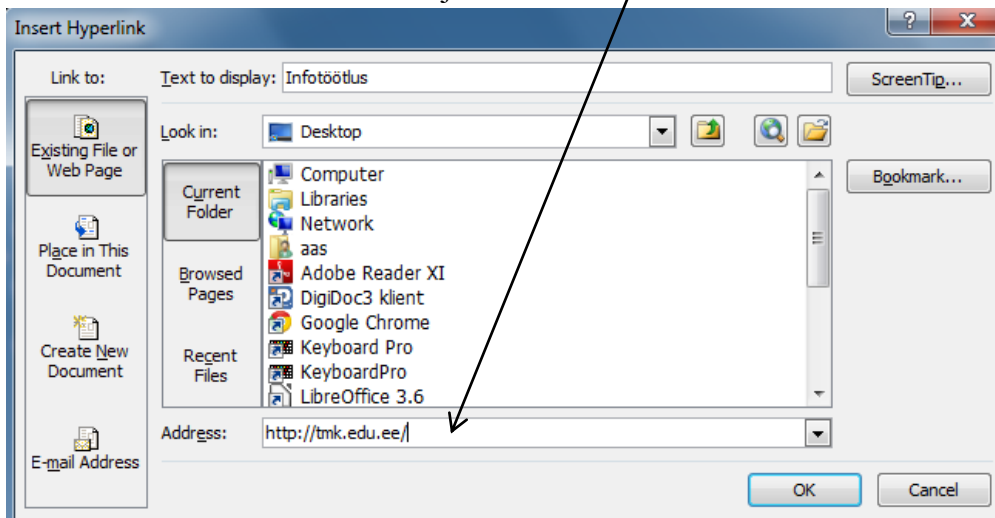 Insert Hyperlink
Link to:
Text to display: Infotöötlus
ScreenTip...
Existing File or
Web Page
Look in:
Desktop
Current
Folder
Browsed
Pages
Recent
Files
Computer
Libraries
Network
aas
Adobe Reader XI
DigiDoc3 klient
Google Chrome
Keyboard Pro
KeyboardPro
LibreOffice 3.6
Bookmark...
Place in This
Document
Create New
Document
E-mail Address
Address:
http://tmk.edu.ee/
OK
Cancel